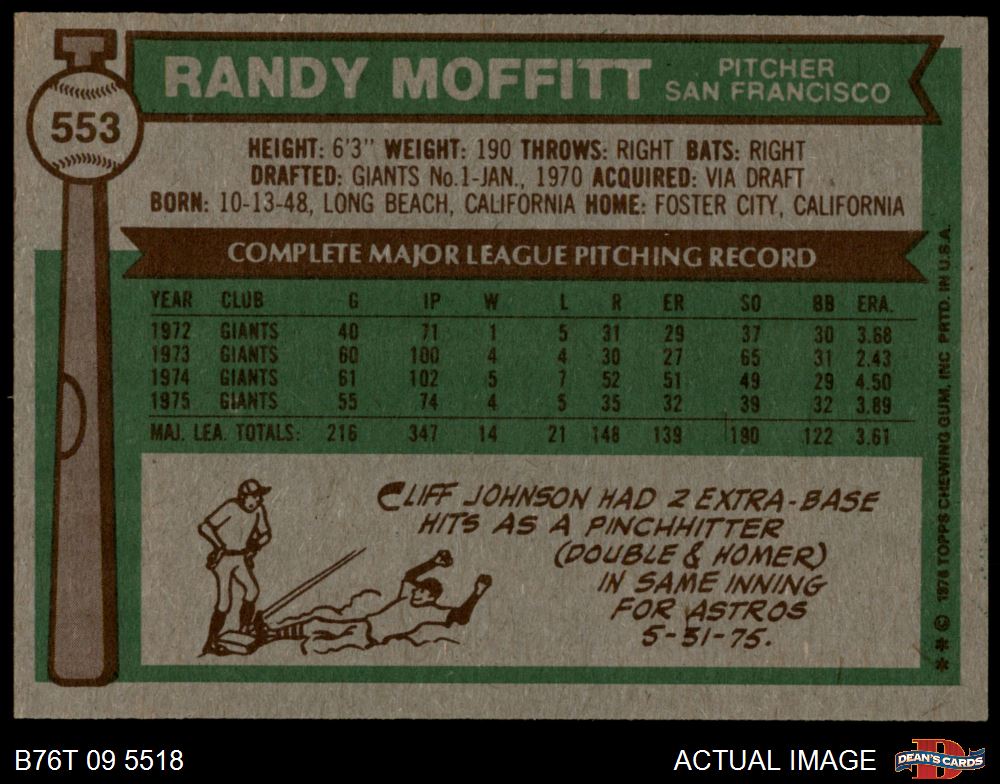 RANDY MOFFITT
PITCHER
SAN FRANCISCO
553
HEIGHT: 6'3" WEIGHT: 190 THROWS: RIGHT BATS: RIGHT
DRAFTED: GIANTS No.1-JAN., 1970 ACQUIRED: VIA DRAFT
BORN: 10-13-48, LONG BEACH, CALIFORNIA HOME: FOSTER CITY, CALIFORNIA
COMPLETE MAJOR LEAGUE PITCHING RECORD
YEAR CLUB G IP W L R ER SO BB ERA.
1972 GIANTS 40 71 1 5 31 29 37 30 3.68
1973 GIANTS 60 100 4 4 30 27 65 31 2.43
1974 GIANTS 61 102 5 7 52 51 49 29 4.50
1975 GIANTS 55 74 4 5 35 32 39 32 3.89
MAJ. LEA. TOTALS: 216 347 14 21 148 139 190 122 3.61
CLIFF JOHNSON HAD 2 EXTRA-BASE
HITS AS A PINCHHITTER
(DOUBLE & HOMER)
IN SAME INNING
FOR ASTROS
5-31-75.
** © 1976 TOPPS CHEWING GUM, INC PRTD. IN U.S.A.
B76T 09 5518
ACTUAL IMAGE
DEAN'S CARDS